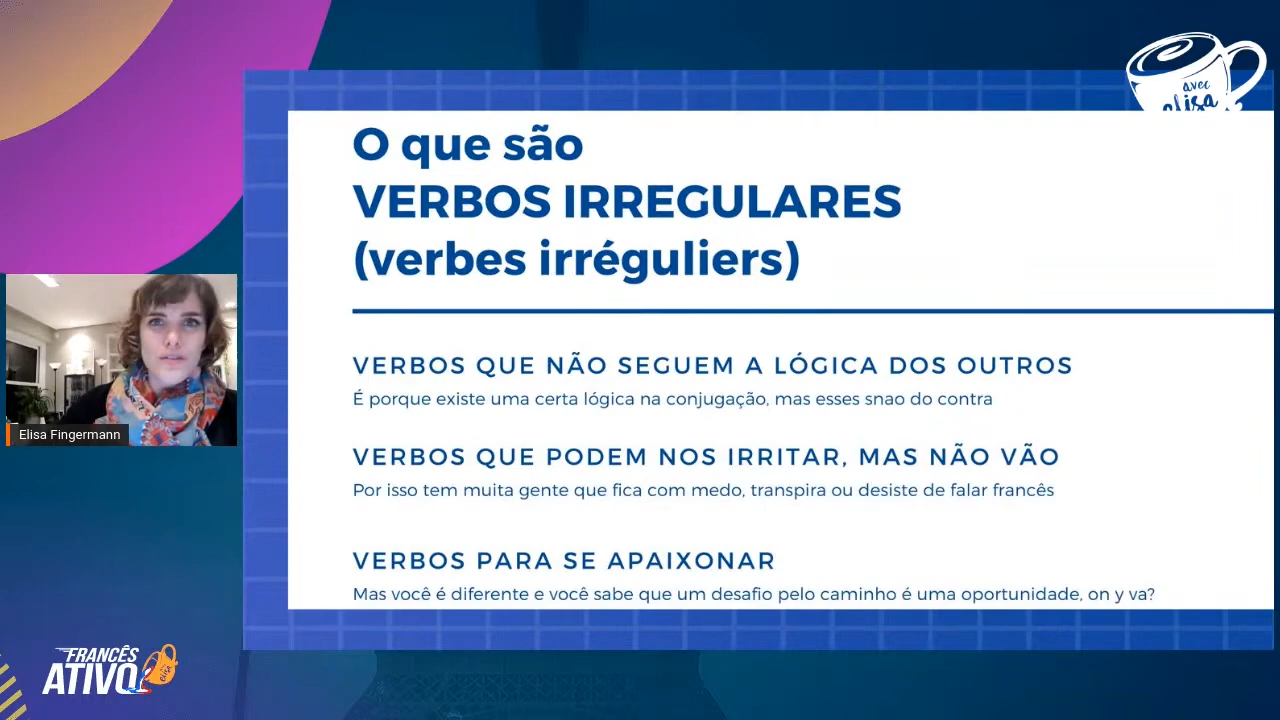 avec
elisa
O que são
VERBOS IRREGULARES
(verbes irréguliers)
VERBOS QUE NÃO SEGUEM A LÓGICA DOS OUTROS
É porque existe uma certa lógica na conjugação, mas esses snao do contra
VERBOS QUE PODEM NOS IRRITAR, MAS NÃO VÃO
Por isso tem muita gente que fica com medo, transpira ou desiste de falar francês
VERBOS PARA SE APAIXONAR
Mas você é diferente e você sabe que um desafio pelo caminho é uma oportunidade, on y va?
Elisa Fingermann
FRANCÊS
ATIVO
elisa